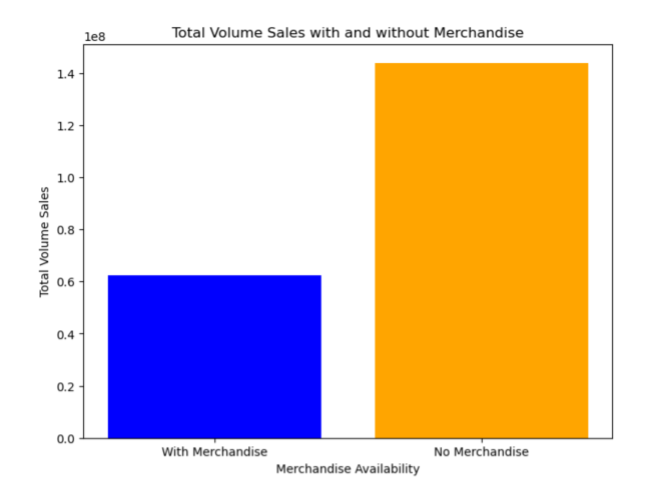 Total Volume Sales with and without Merchandise
1e8
1.4
1.2
1.0
0.8
0.6
0.4
0.2
0.0
Total Volume Sales
With Merchandise
No Merchandise
Merchandise Availability